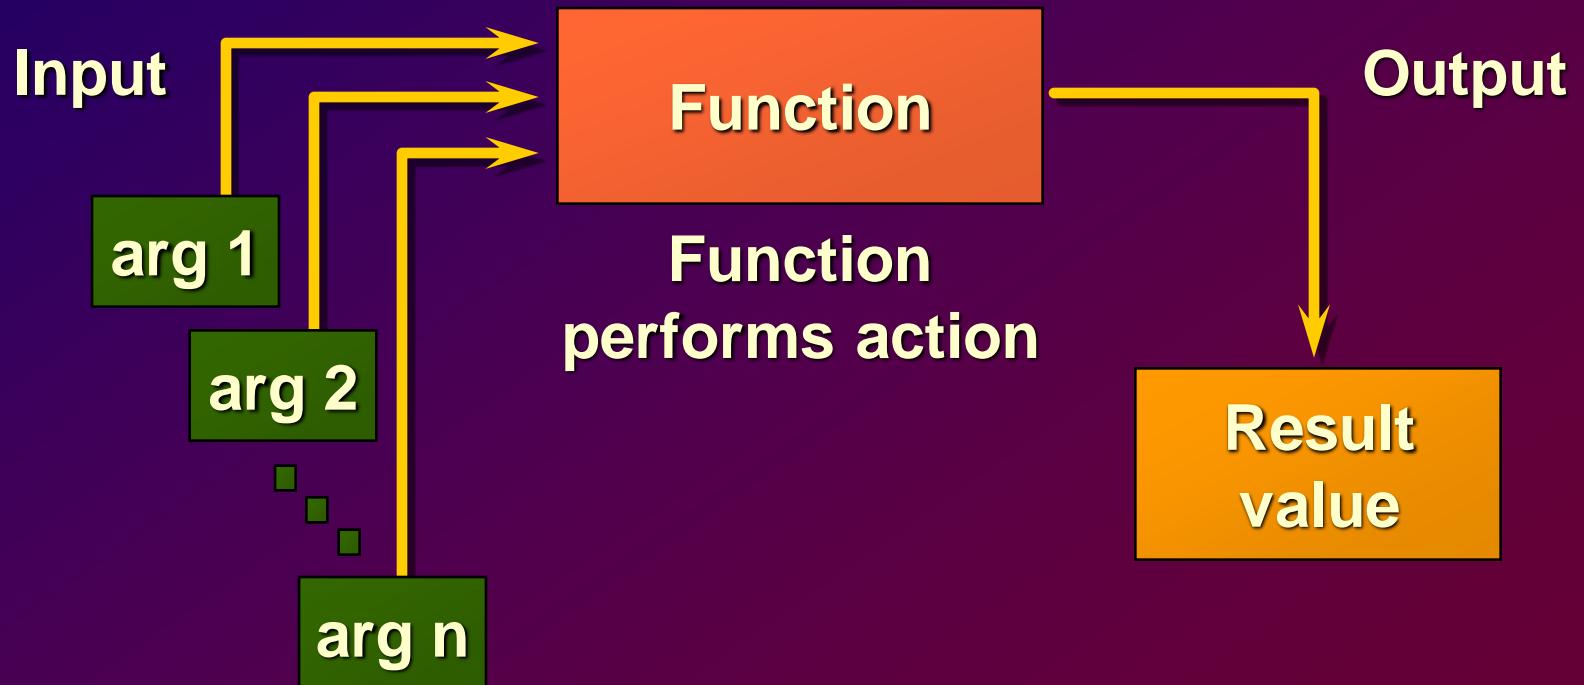 Input
Function
Output
arg 1
Function
performs action
arg 2
Result
value
arg n